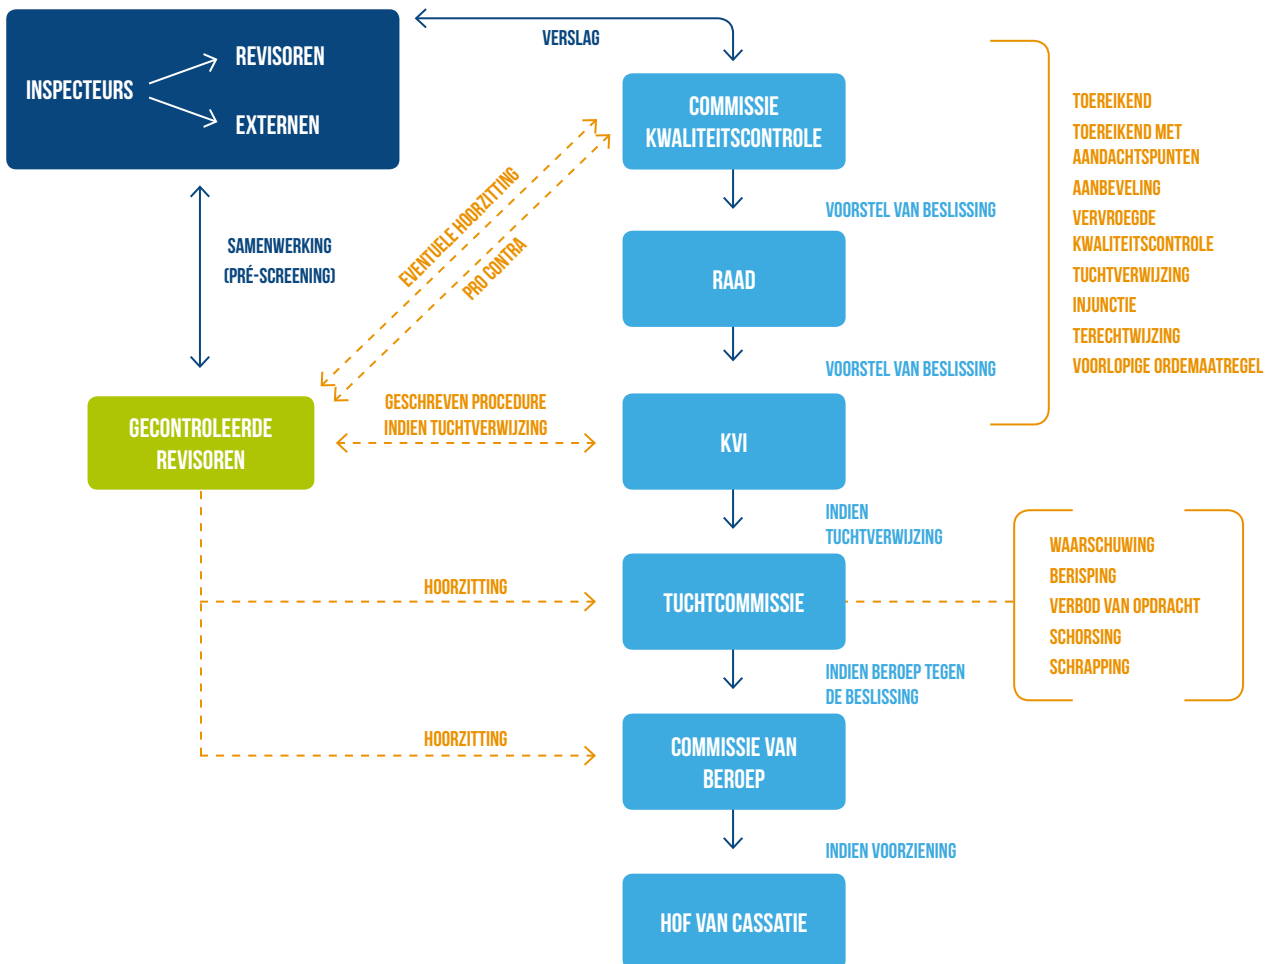 INSPECTEURS
REVISOREN
EXTERNEN
VERSLAG
COMMISSIE
KWALITEITSCONTROLE
SAMENWERKING
(PRÉ-SCREENING)
EVENTUELE HOORZITTING
PRO CONTRA
VOORSTEL VAN BESLISSING
RAAD
VOORSTEL VAN BESLISSING
TOEREIKEND
TOEREIKEND MET
AANDACHTSPUNTEN
AANBEVELING
VERVROEGDE
KWALITEITSCONTROLE
TUCHTVERWIJZING
INJUNCTIE
TERECHTWIJZING
VOORLOPIGE ORDEMAATREGEL
GECONTROLEERDE
REVISOREN
GESCHREVEN PROCEDURE
INDIEN TUCHTVERWIJZING
KVI
INDIEN
TUCHTVERWIJZING
HOORZITTING
TUCHTCOMMISSIE
WAARSCHUWING
BERISPING
VERBOD VAN OPDRACHT
SCHORSING
SCHRAPPING
INDIEN BEROEP TEGEN
DE BESLISSING
HOORZITTING
COMMISSIE VAN
BEROEP
INDIEN VOORZIENING
HOF VAN CASSATIE